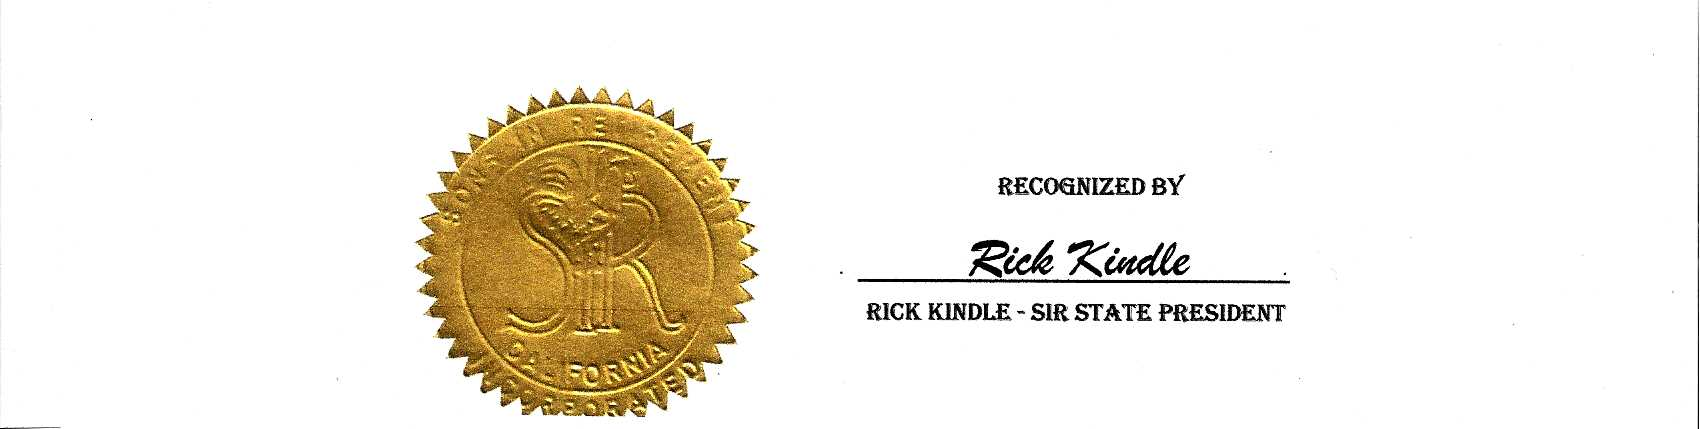 SONS IN RETIREMENT
SIR
CALIFORNIA
INCORPORATED
RECOGNIZED BY
Rick Kindle
RICK KINDLE - SIR STATE PRESIDENT